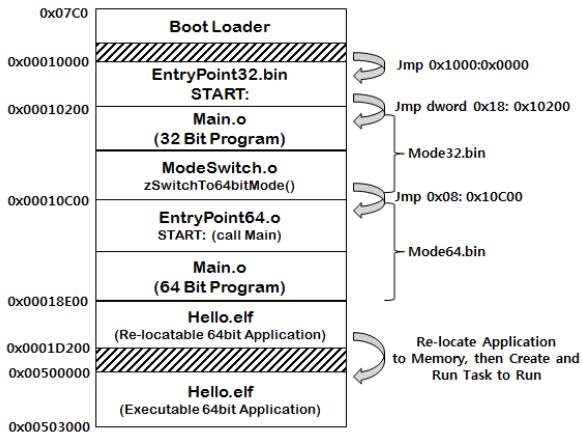 0x07C0
Boot Loader
0x00010000
Jmp 0x1000:0x0000
EntryPoint32.bin
START:
0x00010200
Jmp dword 0x18: 0x10200
Main.o
(32 Bit Program)
Mode32.bin
ModeSwitch.o
zSwitchTo64bitMode()
0x00010C00
Jmp 0x08: 0x10C00
EntryPoint64.o
START: (call Main)
Mode64.bin
Main.o
(64 Bit Program)
0x00018E00
Hello.elf
(Re-locatable 64bit Application)
0x0001D200
Re-locate Application
to Memory, then Create and
Run Task to Run
0x00500000
Hello.elf
(Executable 64bit Application)
0x00503000